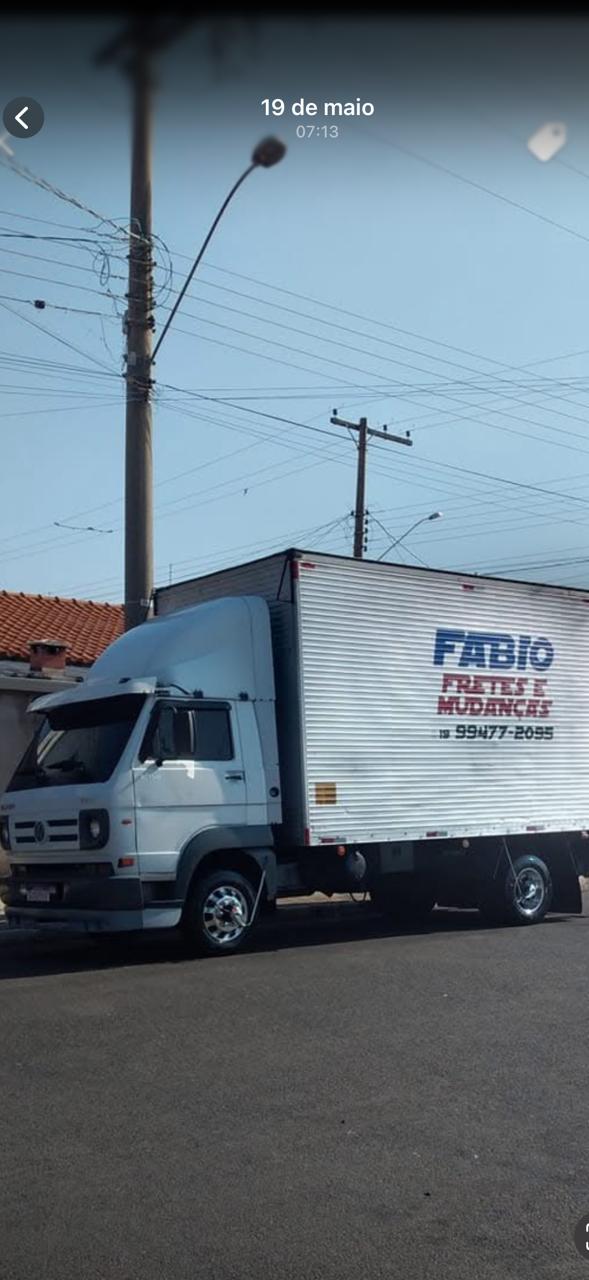 19 de maio
07:13
FABIO
FRETES E
MUDANÇAS
19 99477-2095